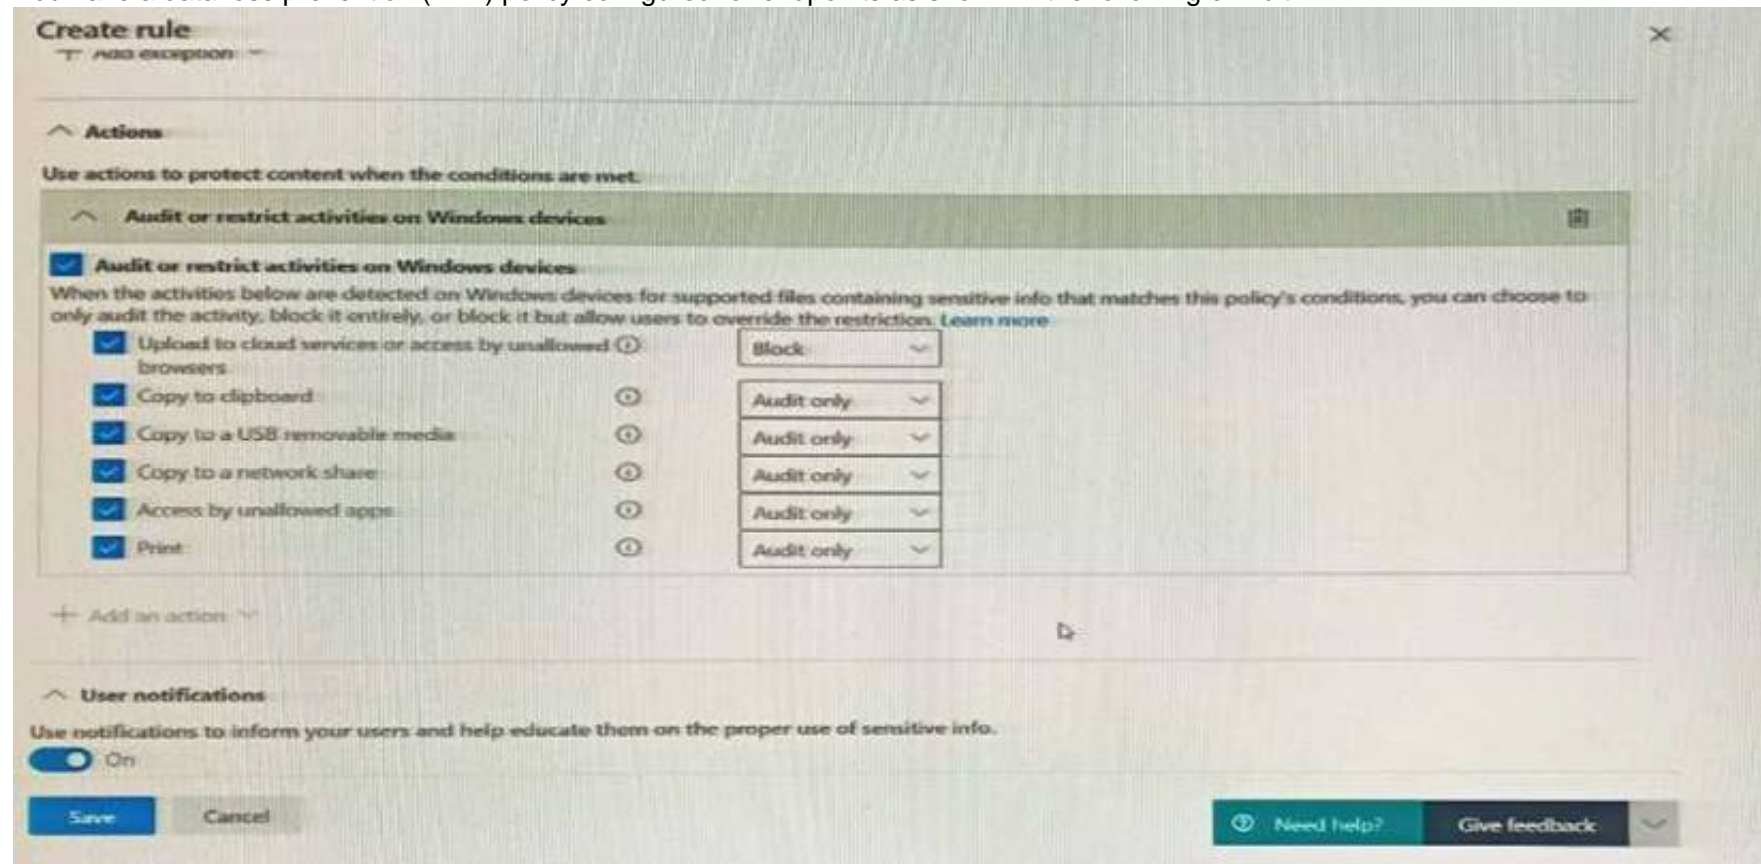 Create rule
Add exception
Actions
Use actions to protect content when the conditions are met.
Audit or restrict activities on Windows devices
Audit or restrict activities on Windows devices
When the activities below are detected on Windows devices for supported files containing sensitive info that matches this policy's conditions, you can choose to
only audit the activity, block it entirely, or block it but allow users to override the restriction. Learn more
Upload to cloud services or access by unallowed
browsers
Block
Copy to clipboard
Audit only
Copy to a USB removable media
Audit only
Copy to a network share
Audit only
Access by unallowed apps
Audit only
Print
Audit only
Add an action
User notifications
Use notifications to inform your users and help educate them on the proper use of sensitive info.
On
Save
Cancel
Need help?
Give feedback